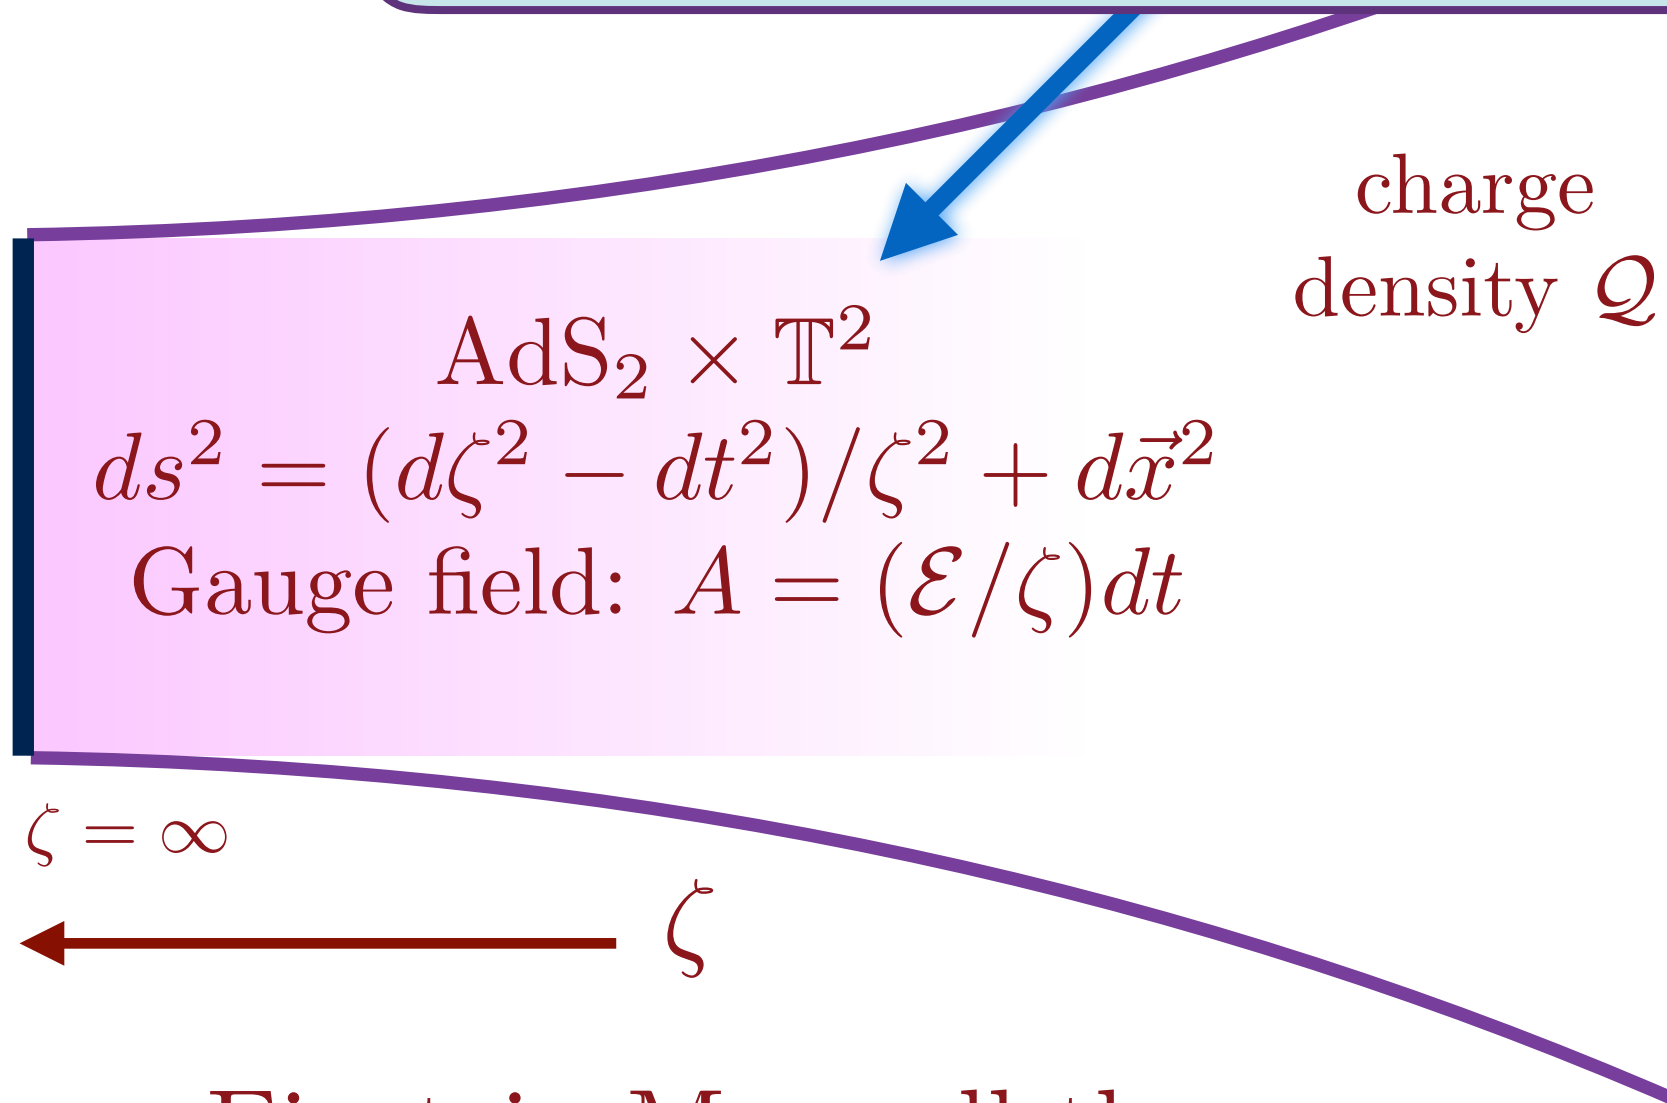 charge
density 𝒬
AdS₂ × 𝕋²
ds² = (dζ² − dt²)/ζ² + dx⃗²
Gauge field: A = (ℰ/ζ)dt
ζ = ∞
ζ